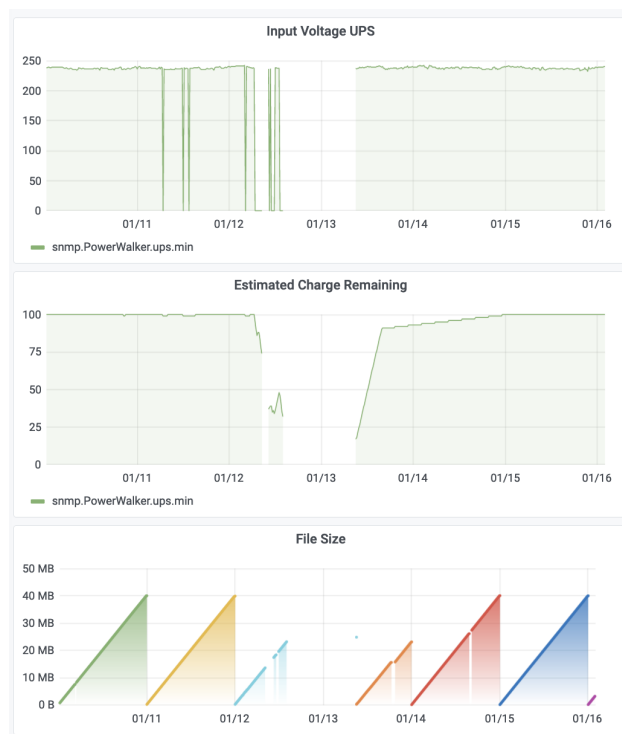 Input Voltage UPS
250
200
150
100
50
0
01/11 01/12 01/13 01/14 01/15 01/16
snmp.PowerWalker.ups.min
Estimated Charge Remaining
100
75
50
25
0
01/11 01/12 01/13 01/14 01/15 01/16
snmp.PowerWalker.ups.min
File Size
50 MB
40 MB
30 MB
20 MB
10 MB
0 B
01/11 01/12 01/13 01/14 01/15 01/16